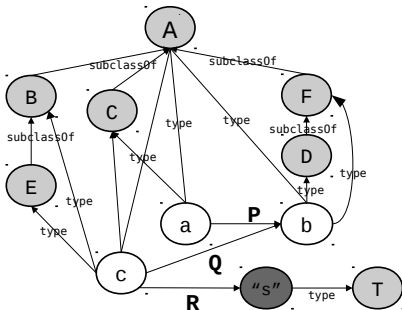 A
subclassOf
subclassOf
B
C
F
type
type
subclassOf
subclassOf
type
D
E
type
type
type
a
P
b
type
Q
c
"s"
type
T
R